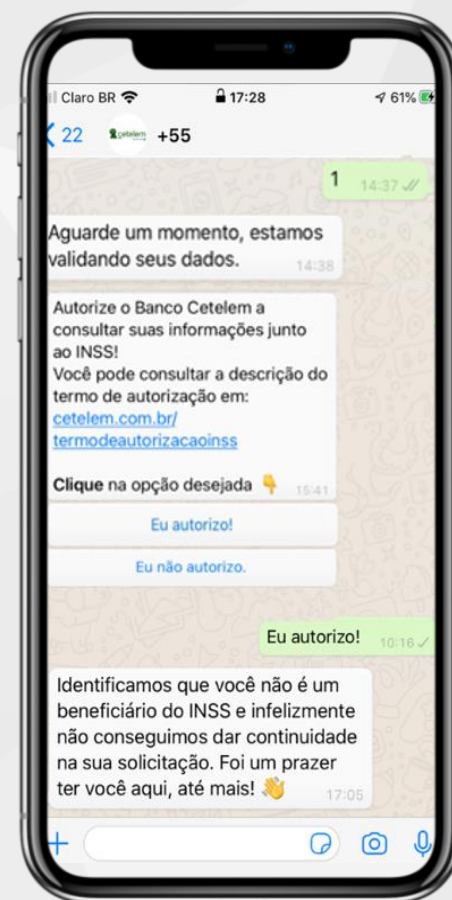 Claro BR 17:28 61%
22 cetelem +55
1 14:37
Aguarde um momento, estamos
validando seus dados. 14:38
Autorize o Banco Cetelem a
consultar suas informações junto
ao INSS!
Você pode consultar a descrição do
termo de autorização em:
cetelem.com.br/
termodeautorizacaoinss
Clique na opção desejada 👇 15:41
Eu autorizo!
Eu não autorizo.
Eu autorizo! 10:16
Identificamos que você não é um
beneficiário do INSS e infelizmente
não conseguimos dar continuidade
na sua solicitação. Foi um prazer
ter você aqui, até mais! 👋 17:05